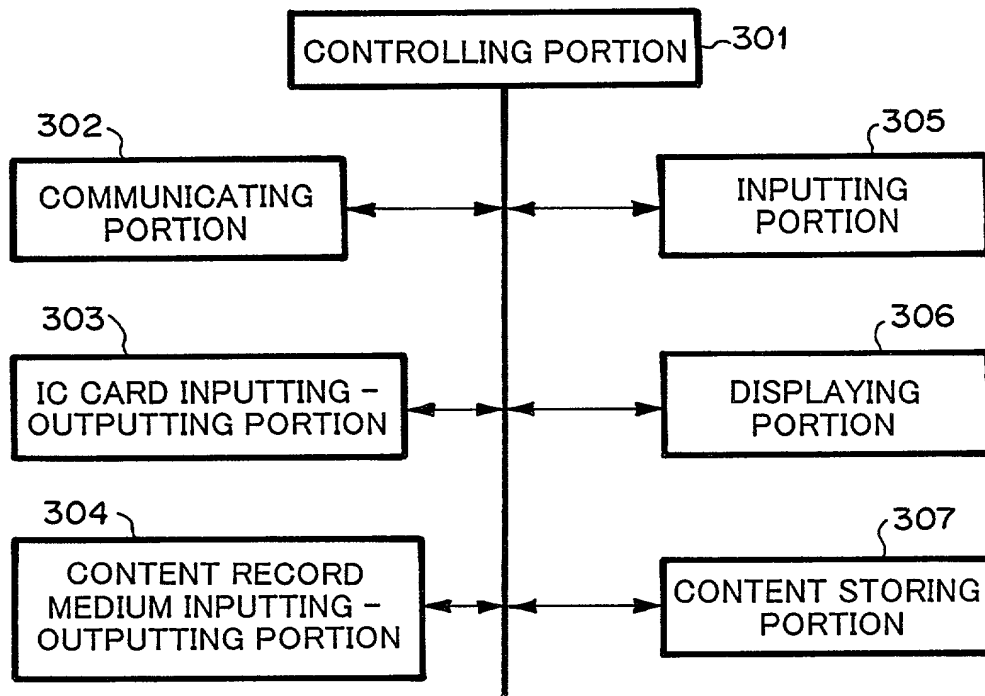 CONTROLLING PORTION
301
302
COMMUNICATING
PORTION
305
INPUTTING
PORTION
303
IC CARD INPUTTING –
OUTPUTTING PORTION
306
DISPLAYING
PORTION
304
CONTENT RECORD
MEDIUM INPUTTING –
OUTPUTTING PORTION
307
CONTENT STORING
PORTION